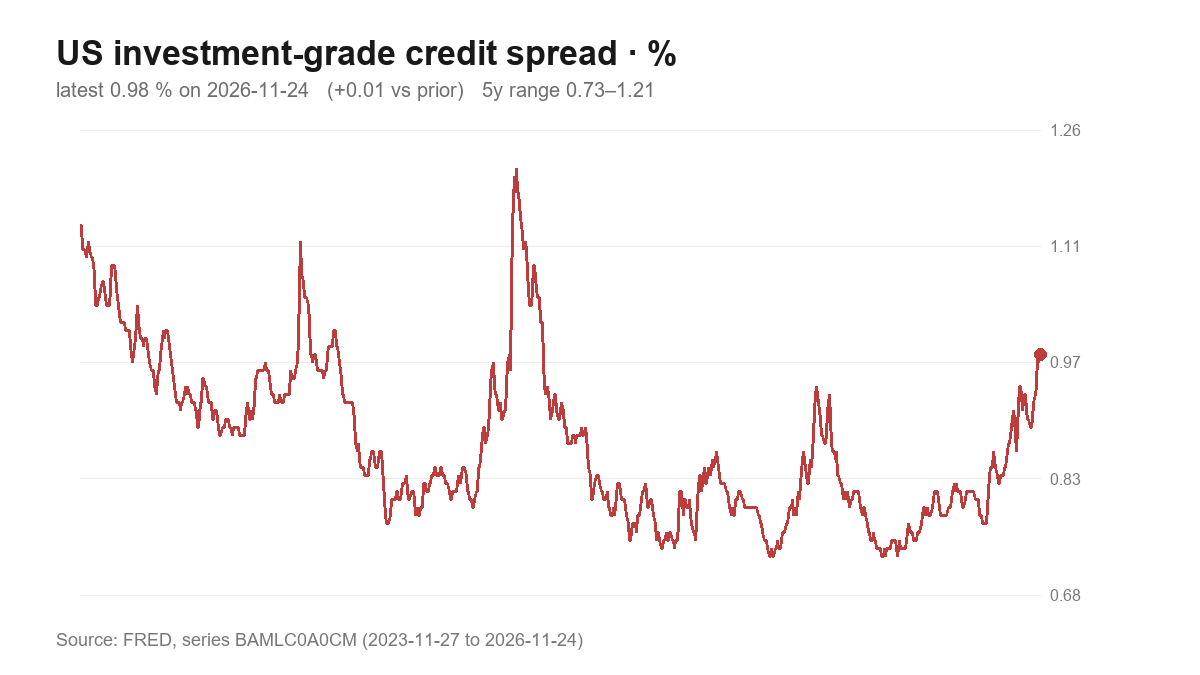 US investment-grade credit spread · %
latest 0.98 % on 2026-11-24   (+0.01 vs prior)   5y range 0.73–1.21
1.26
1.11
0.97
0.83
0.68
Source: FRED, series BAMLC0A0CM (2023-11-27 to 2026-11-24)